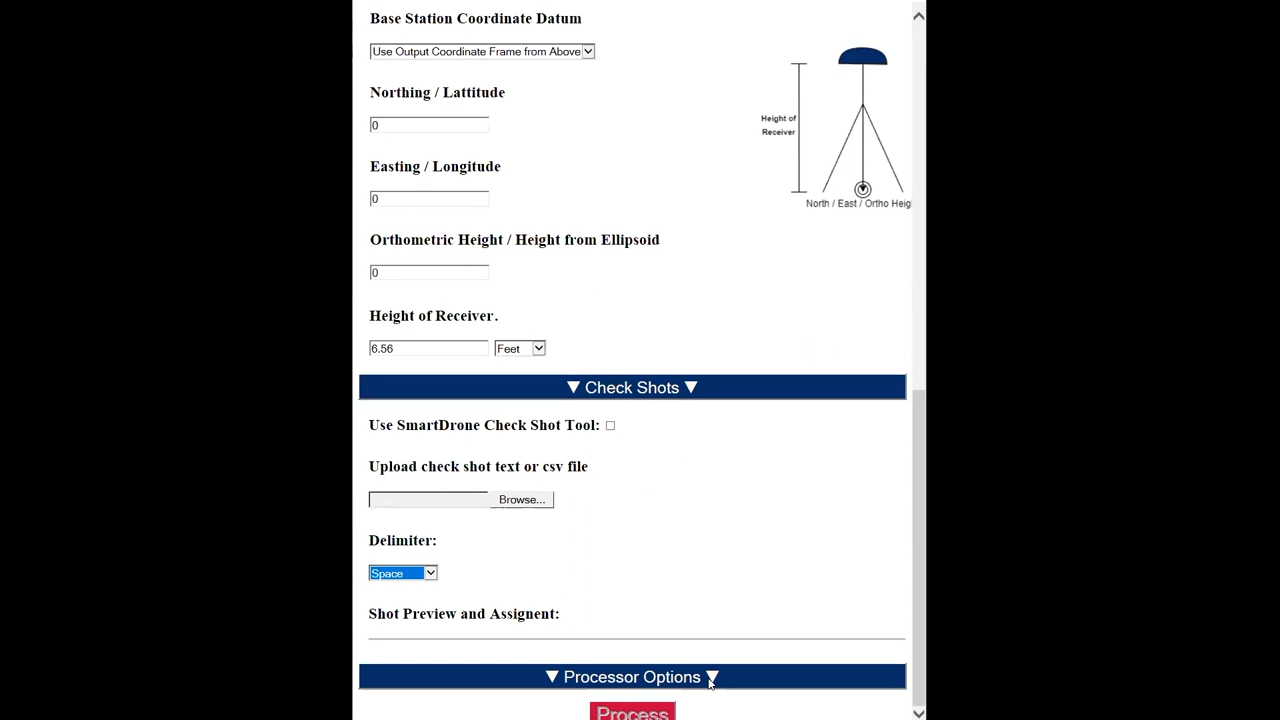 Base Station Coordinate Datum
Use Output Coordinate Frame from Above
Northing / Lattitude
0
Height of
Receiver
Easting / Longitude
0
North / East / Ortho Heig
Orthometric Height / Height from Ellipsoid
0
Height of Receiver.
6.56 Feet
▼ Check Shots ▼
Use SmartDrone Check Shot Tool:
Upload check shot text or csv file
Browse...
Delimiter:
Space
Shot Preview and Assignent:
▼ Processor Options ▼
Process